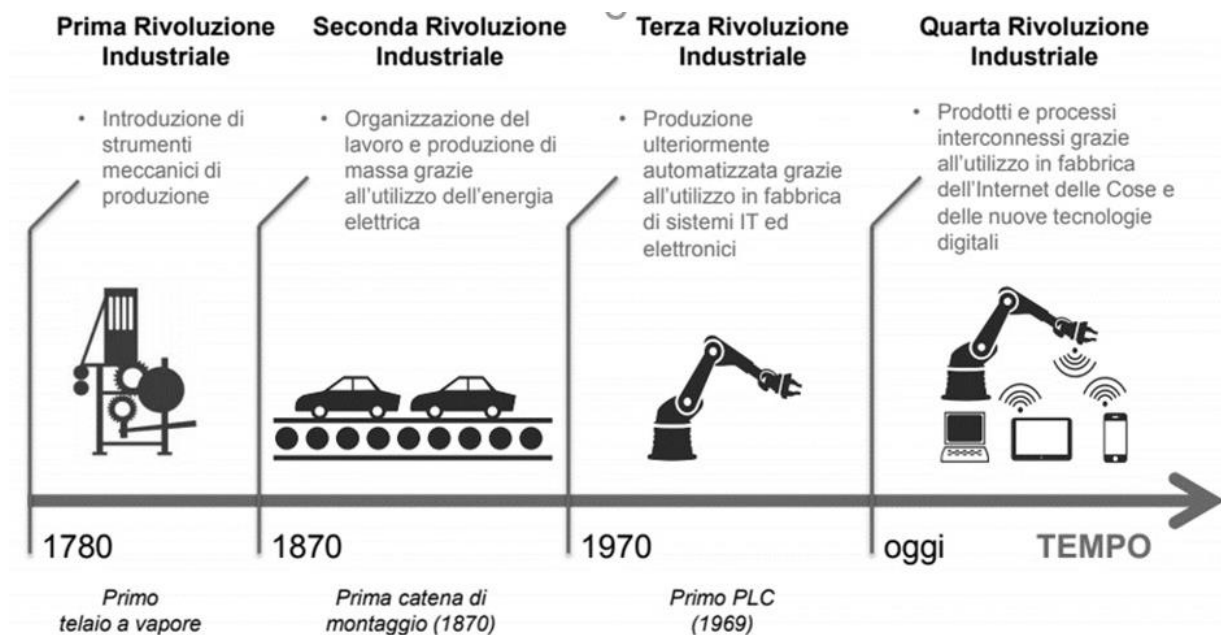 Prima Rivoluzione
Industriale
• Introduzione di
strumenti
meccanici di
produzione
Seconda Rivoluzione
Industriale
• Organizzazione del
lavoro e produzione di
massa grazie
all'utilizzo dell'energia
elettrica
Terza Rivoluzione
Industriale
• Produzione
ulteriormente
automatizzata grazie
all'utilizzo in fabbrica
di sistemi IT ed
elettronici
Quarta Rivoluzione
Industriale
• Prodotti e processi
interconnessi grazie
all'utilizzo in fabbrica
dell'Internet delle Cose e
delle nuove tecnologie
digitali
1780
1870
1970
oggi
TEMPO
Primo
telaio a vapore
Prima catena di
montaggio (1870)
Primo PLC
(1969)